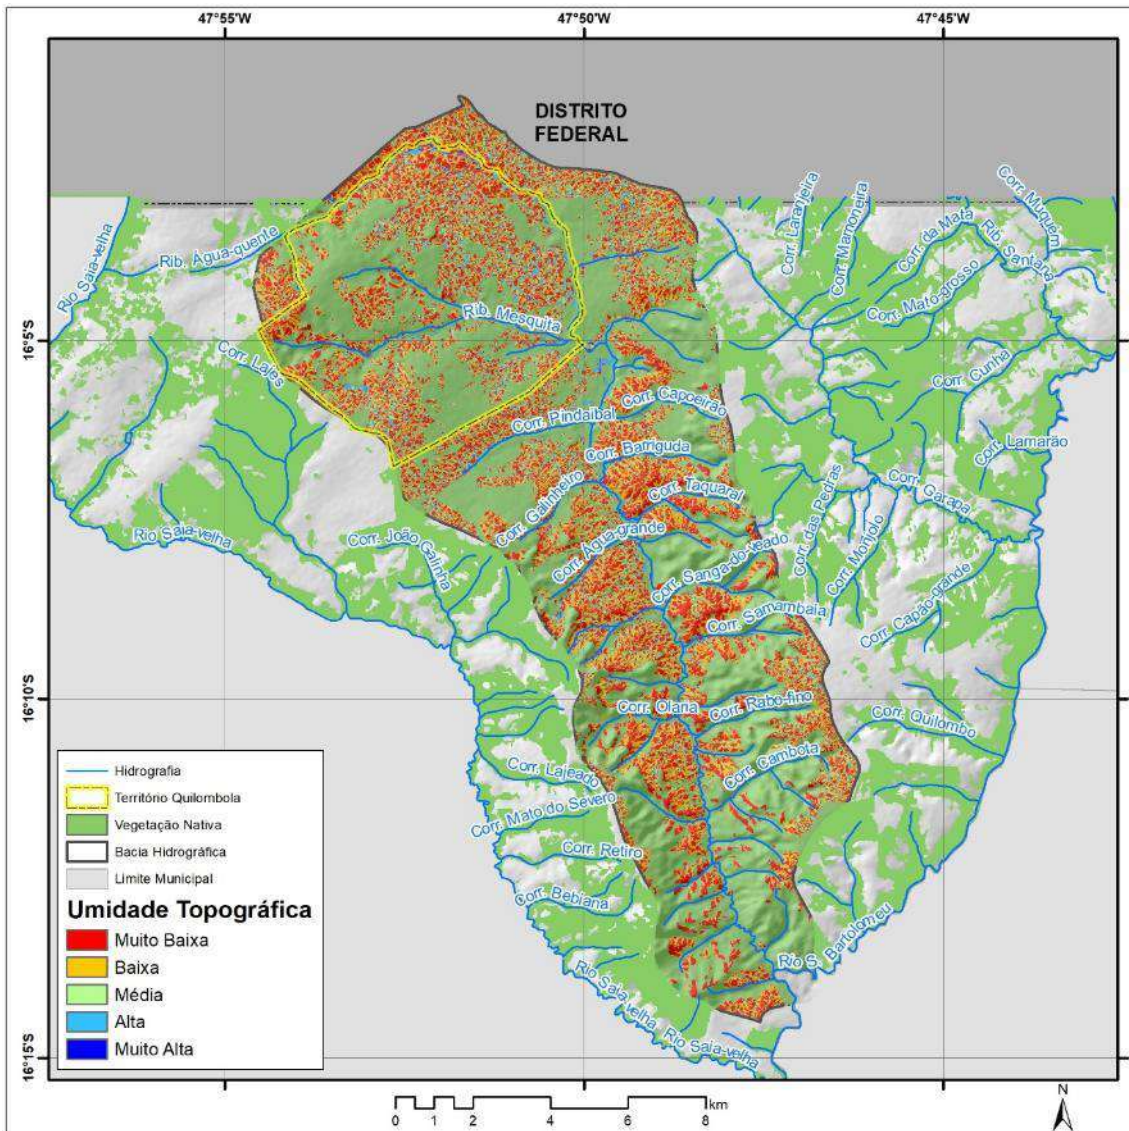 47°55'W
47°50'W
47°45'W
DISTRITO
FEDERAL
Corr. Laranjeira
Corr. Mamoneira
Corr. da Mata
Corr. Muquem
Rib. Santana
Rio Saia-velha
Rib. Agua-quente
Corr. Mato-grosso
Rib. Mesquita
16°5'S
Corr. Lajes
Corr. Cunha
Corr. Capoeirão
Corr. Pindaibal
Corr. Lamarão
Corr. Barriguda
Corr. Taquaral
Corr. Garapa
Corr. das Pedras
Corr. Galinheiro
Corr. Monjolo
Rio Saia-velha
Corr. Agua-grande
Corr. João Galinha
Corr. Sanga-do-veado
Corr. Capão-grande
Corr. Samambaia
16°10'S
Corr. Olaria
Corr. Rabo-fino
Corr. Quilombo
Corr. Cambota
Corr. Lajeado
Corr. Mato do Severo
Corr. Retiro
Corr. Bebiana
Rio S. Bartolomeu
Rio Saia-velha
Rio Saia-velha
16°15'S
Hidrografia
Território Quilombola
Vegetação Nativa
Bacia Hidrográfica
Limite Municipal
Umidade Topográfica
Muito Baixa
Baixa
Média
Alta
Muito Alta
0 1 2 4 6 8 km
N